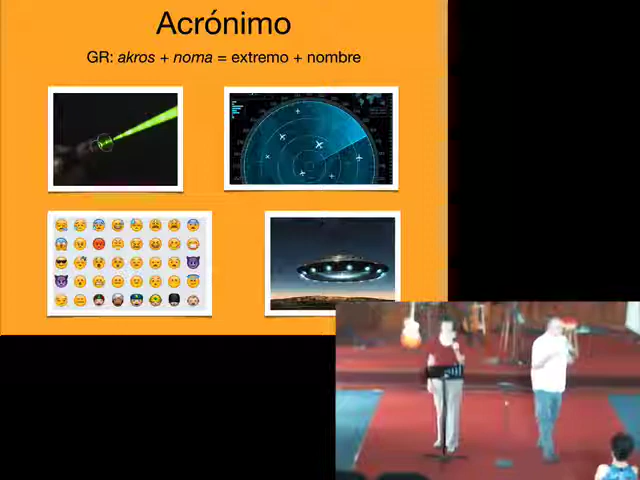 Acrónimo
GR: akros + noma = extremo + nombre